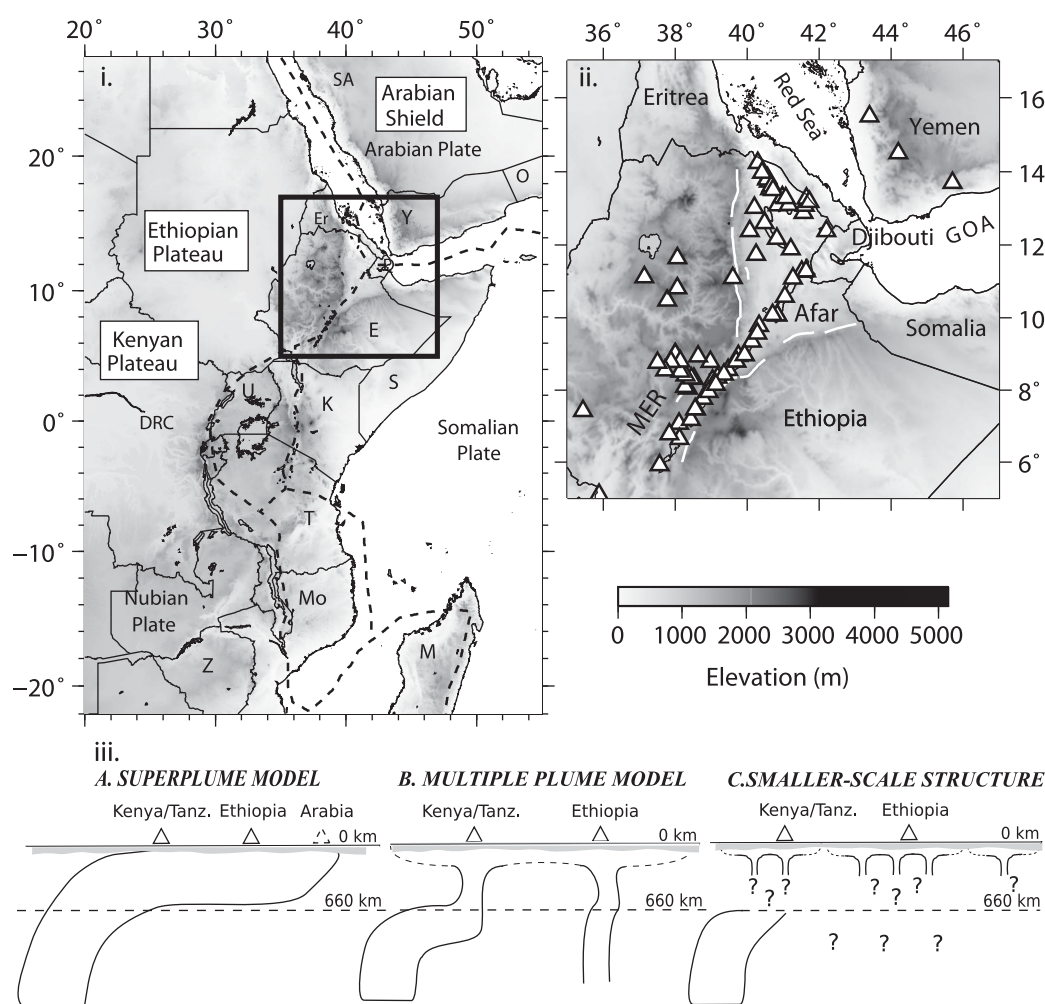 20° 30° 40° 50°
i.
SA
Arabian
Shield
Arabian Plate
20°
O
Er
Y
Ethiopian
Plateau
D
10°
E
Kenyan
Plateau
U
S
K
DRC
0°
Somalian
Plate
T
−10°
Nubian
Plate
Mo
Z
M
−20°
20° 30° 40° 50°
36 38 40 42 44 46
ii.
Eritrea
Red Sea
Yemen
16
14
Djibouti
GOA
12
Afar
10
Somalia
MER
Ethiopia
8°
6°
0 1000 2000 3000 4000 5000
Elevation (m)
iii.
A. SUPERPLUME MODEL
Kenya/Tanz. Ethiopia Arabia
0 km
660 km
B. MULTIPLE PLUME MODEL
Kenya/Tanz. Ethiopia
0 km
660 km
C.SMALLER-SCALE STRUCTURE
Kenya/Tanz. Ethiopia
0 km
? ? ? ? ? ? ?
660 km
? ? ?